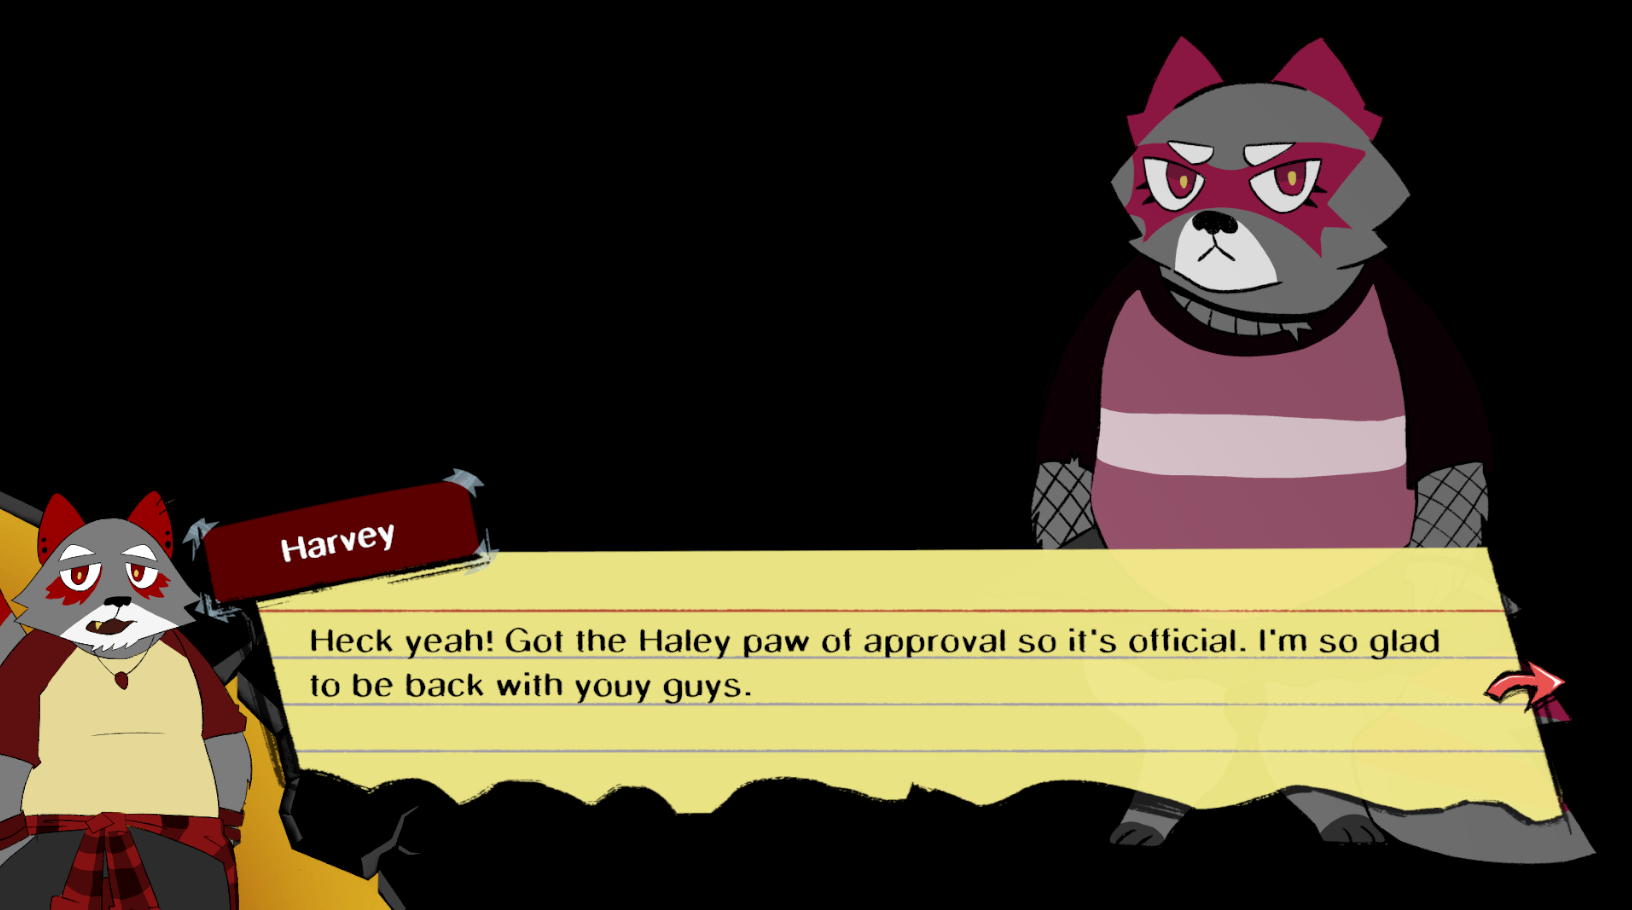 Harvey
Heck yeah! Got the Haley paw of approval so it's official. I'm so glad
to be back with youy guys.